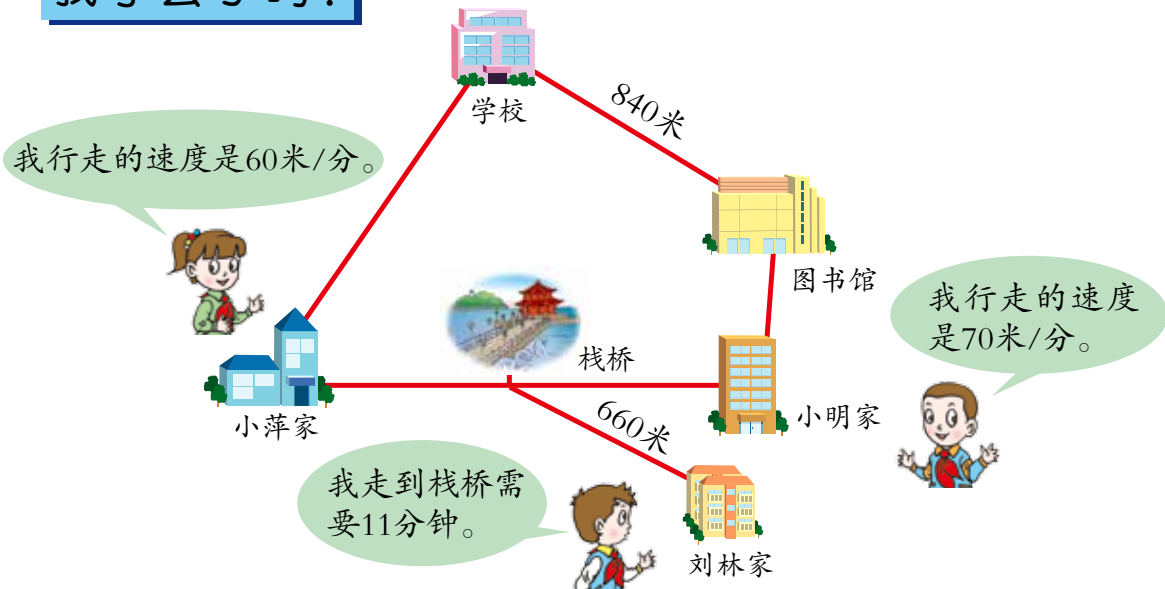 学校
840米
我行走的速度是60米/分。
图书馆
我行走的速度
是70米/分。
栈桥
小萍家
660米
小明家
我走到栈桥需
要11分钟。
刘林家